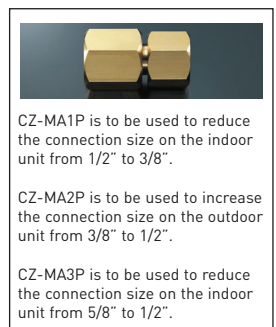 CZ-MA1P is to be used to reduce
the connection size on the indoor
unit from 1/2” to 3/8”.
CZ-MA2P is to be used to increase
the connection size on the outdoor
unit from 3/8” to 1/2”.
CZ-MA3P is to be used to reduce
the connection size on the indoor
unit from 5/8” to 1/2”.